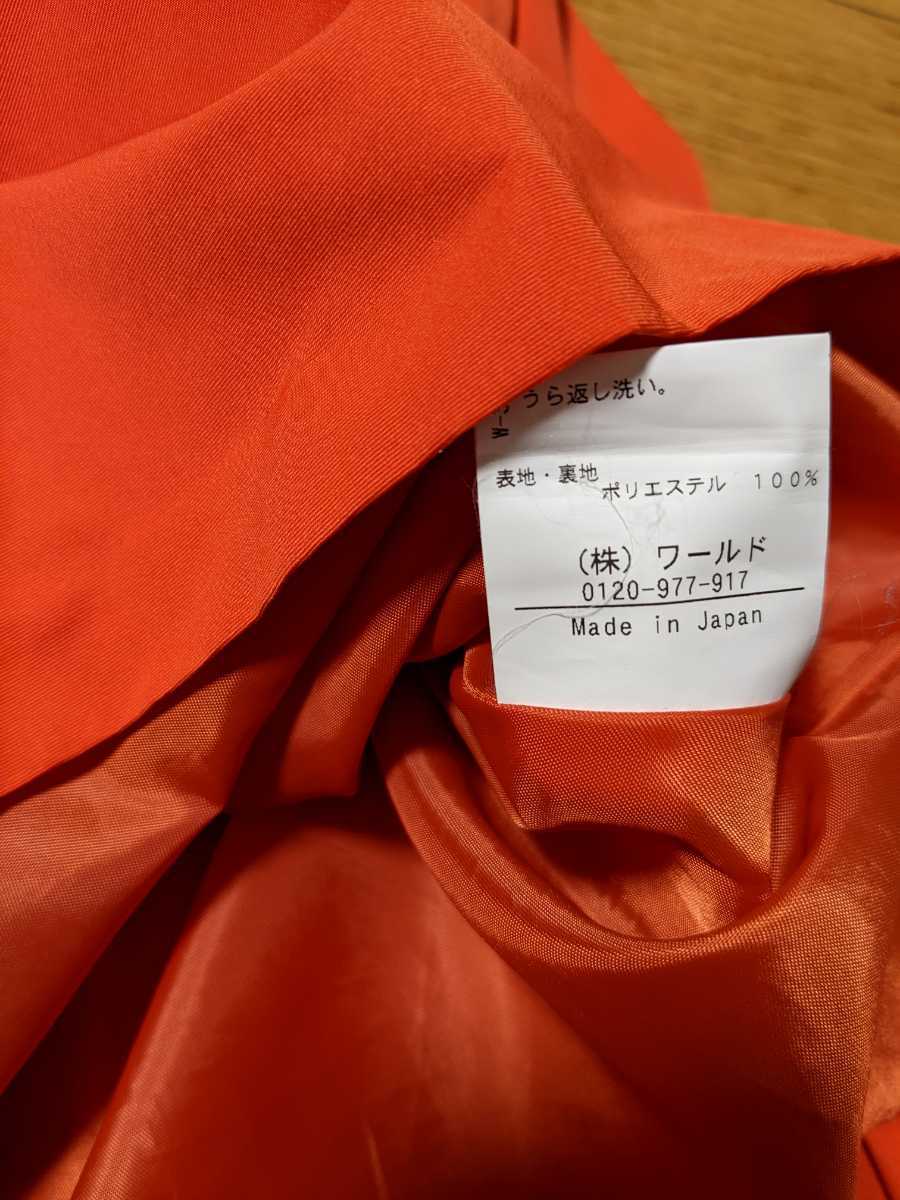 うら返し洗い。
表地・裏地
ポリエステル 100%
(株) ワールド
0120-977-917
Made in Japan